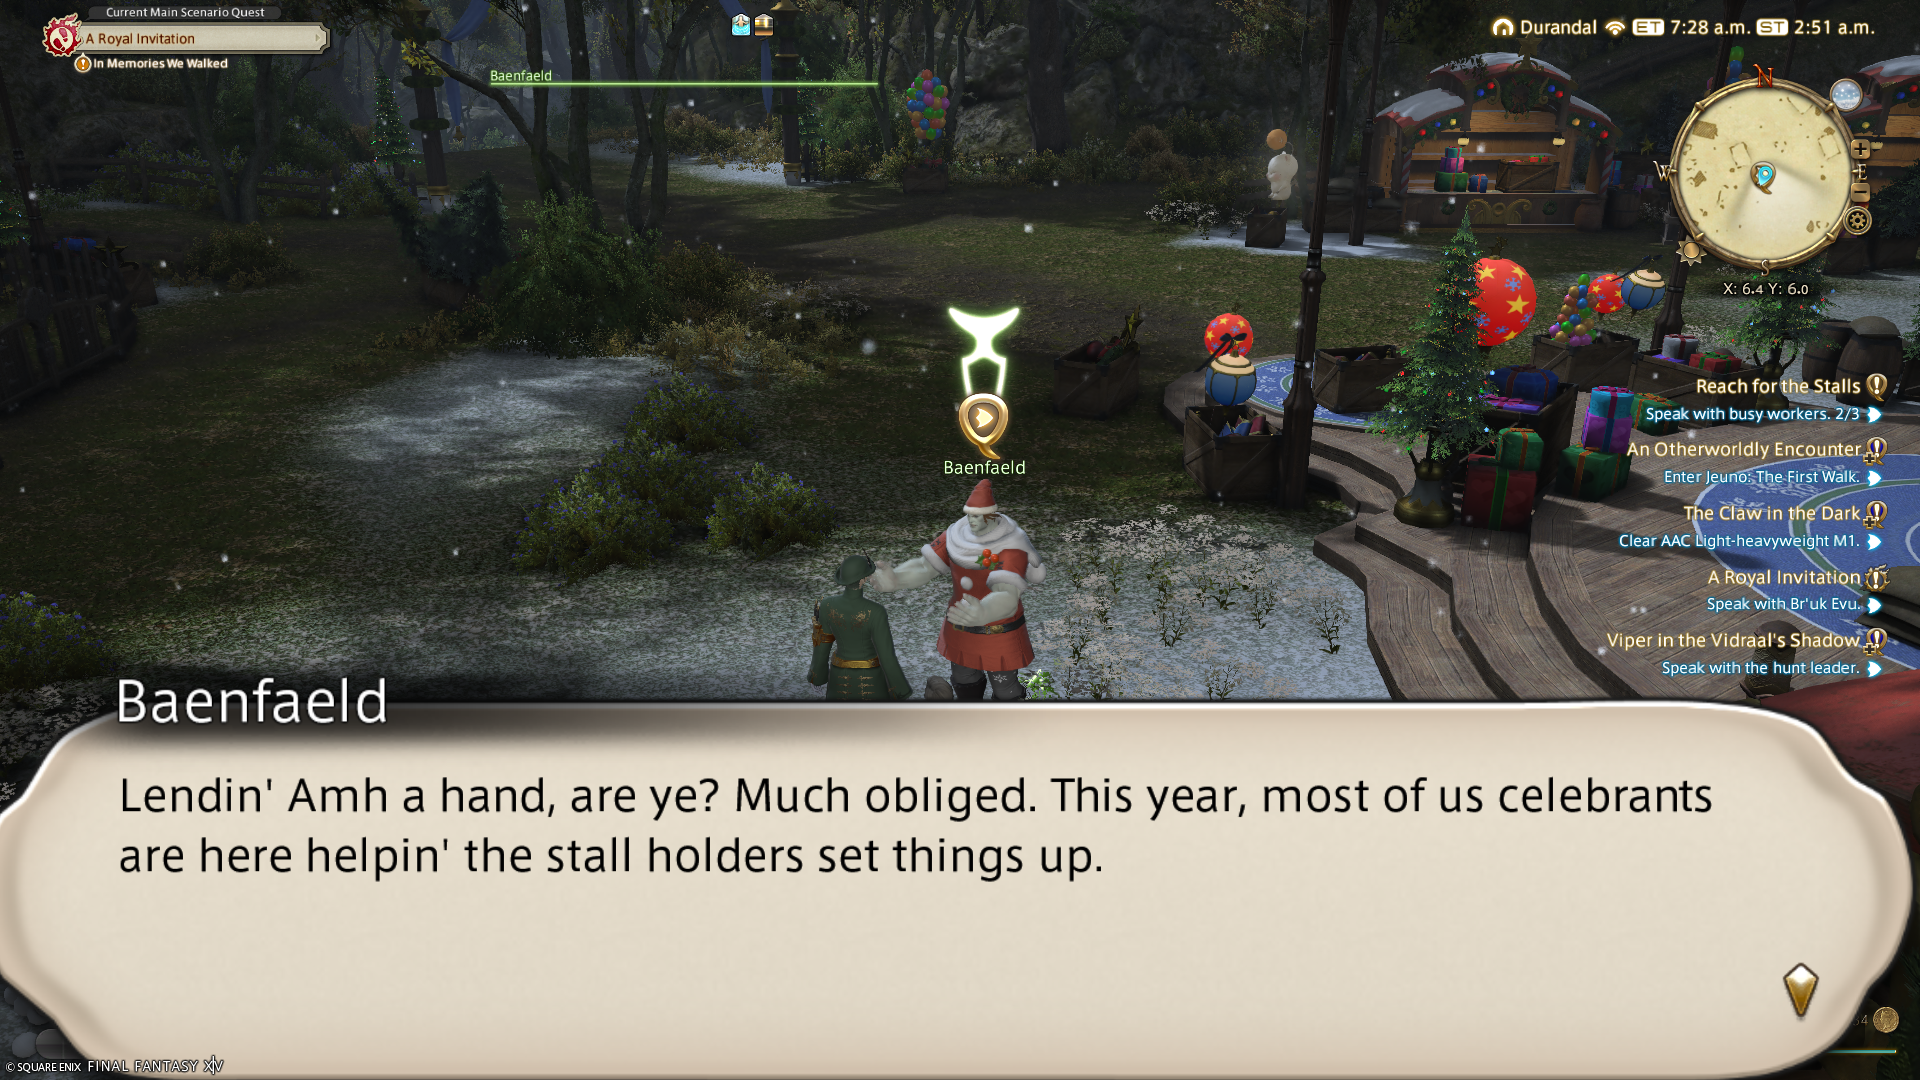 Current Main Scenario Quest
A Royal Invitation
In Memories We Walked
Baenfaeld
Durandal ET 7:28 a.m. ST 2:51 a.m.
N
W
E
S
X: 6.4 Y: 6.0
Reach for the Stalls
Speak with busy workers. 2/3
An Otherworldly Encounter
Enter Jeuno: The First Walk.
The Claw in the Dark
Clear AAC Light-heavyweight M1.
A Royal Invitation
Speak with Br'uk Evu.
Viper in the Vidraal's Shadow
Speak with the hunt leader.
Baenfaeld
Baenfaeld
Lendin' Amh a hand, are ye? Much obliged. This year, most of us celebrants
are here helpin' the stall holders set things up.
© SQUARE ENIX FINAL FANTASY XIV